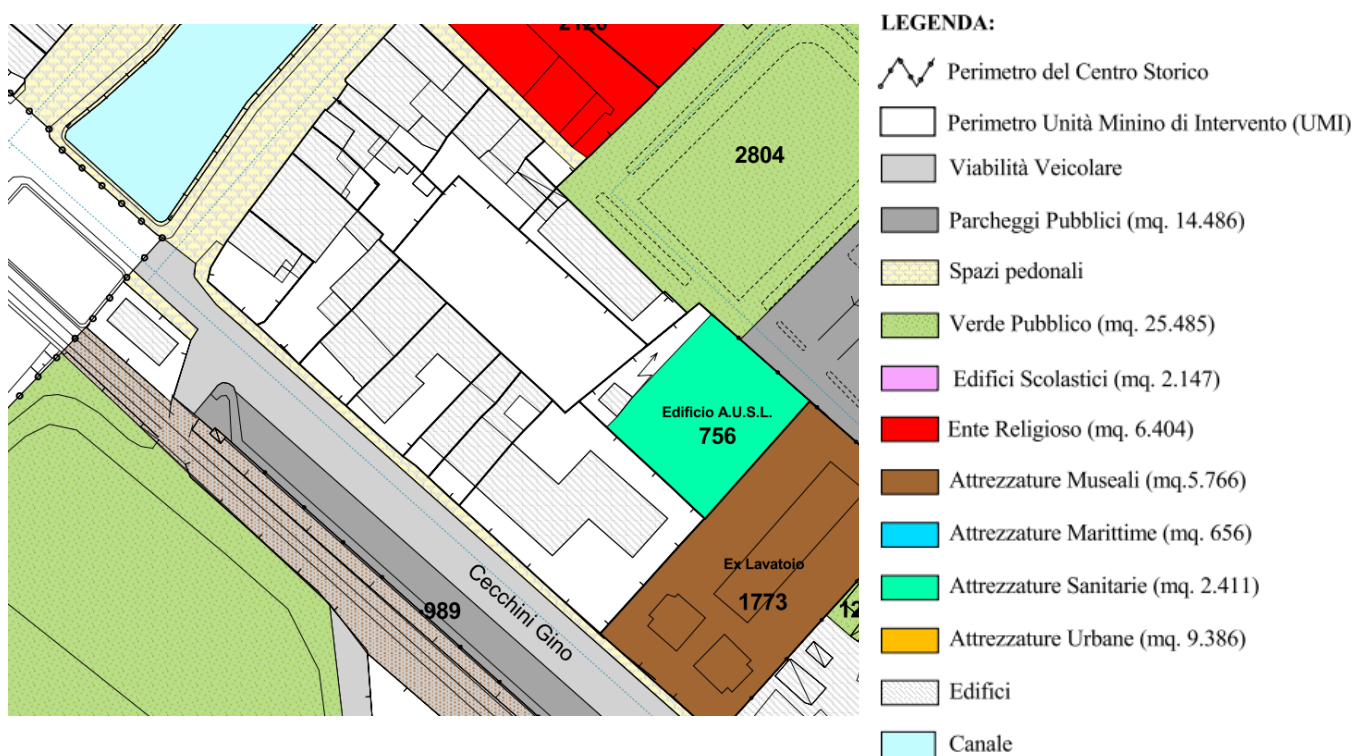 2804
Edificio A.U.S.L.
756
Ex Lavatoio
1773
989
Cecchini Gino
LEGENDA:
Perimetro del Centro Storico
Perimetro Unità Minino di Intervento (UMI)
Viabilità Veicolare
Parcheggi Pubblici (mq. 14.486)
Spazi pedonali
Verde Pubblico (mq. 25.485)
Edifici Scolastici (mq. 2.147)
Ente Religioso (mq. 6.404)
Attrezzature Museali (mq.5.766)
Attrezzature Marittime (mq. 656)
Attrezzature Sanitarie (mq. 2.411)
Attrezzature Urbane (mq. 9.386)
Edifici
Canale